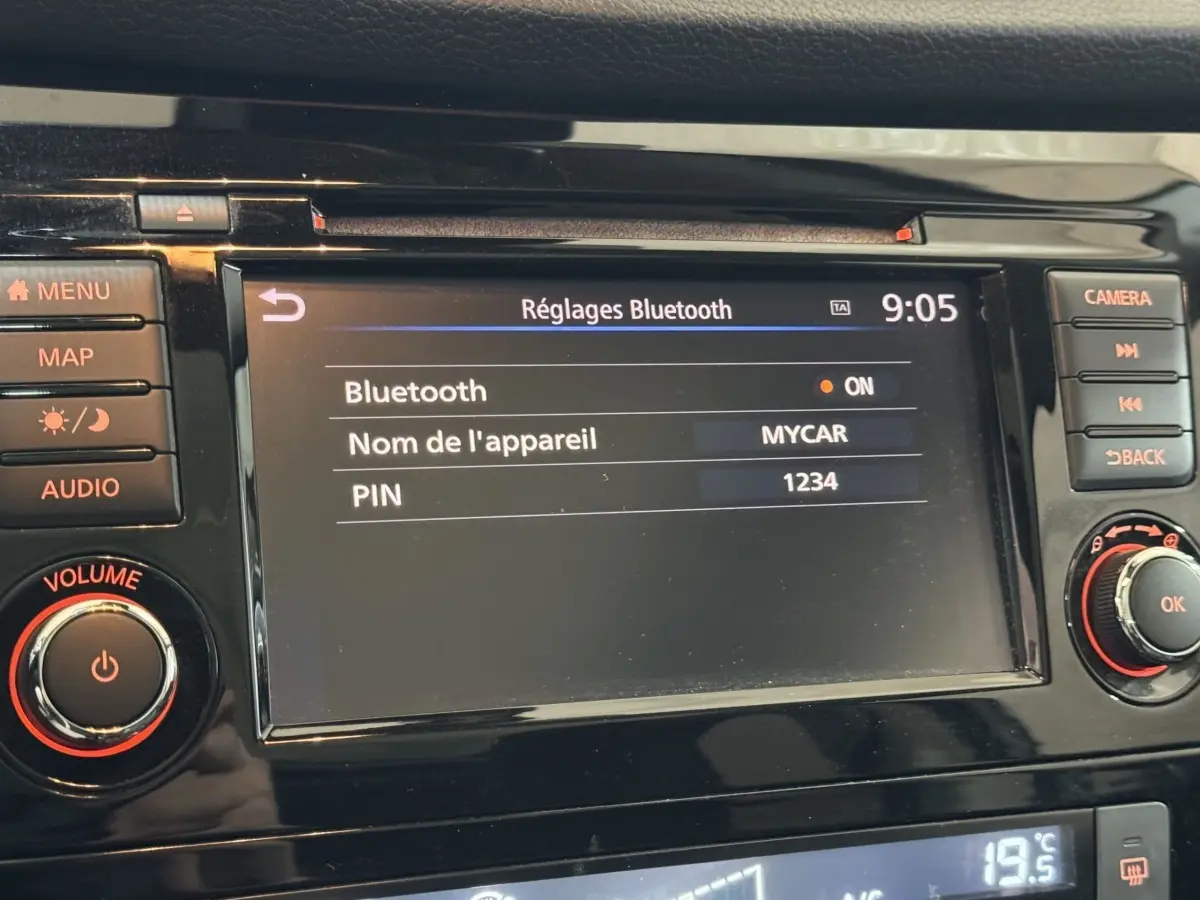 MENU
MAP
AUDIO
VOLUME
Réglages Bluetooth TA 9:05
Bluetooth ON
Nom de l'appareil MYCAR
PIN 1234
CAMERA
BACK
OK
19.5°C